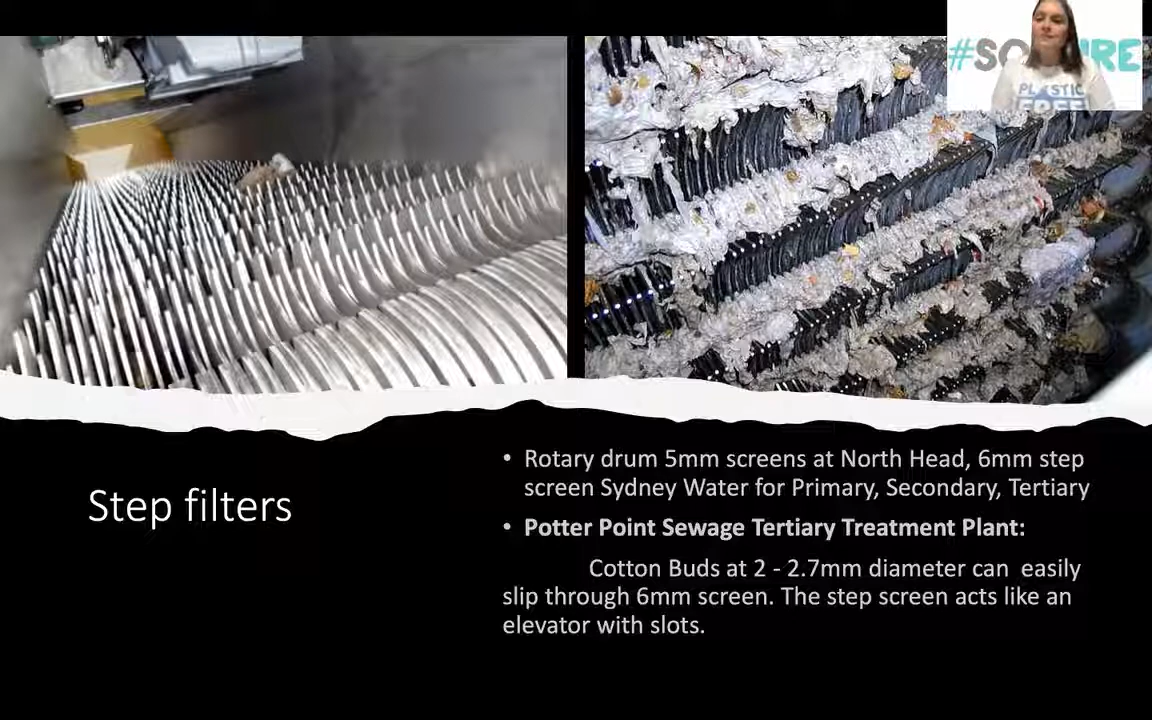 PLASTIC
FREE
Step filters
• Rotary drum 5mm screens at North Head, 6mm step
screen Sydney Water for Primary, Secondary, Tertiary
• Potter Point Sewage Tertiary Treatment Plant:
Cotton Buds at 2 - 2.7mm diameter can easily
slip through 6mm screen. The step screen acts like an
elevator with slots.